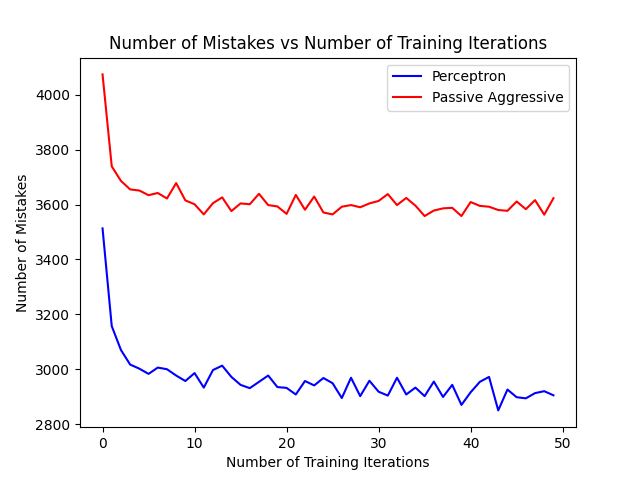 Number of Mistakes vs Number of Training Iterations
Perceptron
Passive Aggressive
Number of Mistakes
4000
3800
3600
3400
3200
3000
2800
0
10
20
30
40
50
Number of Training Iterations